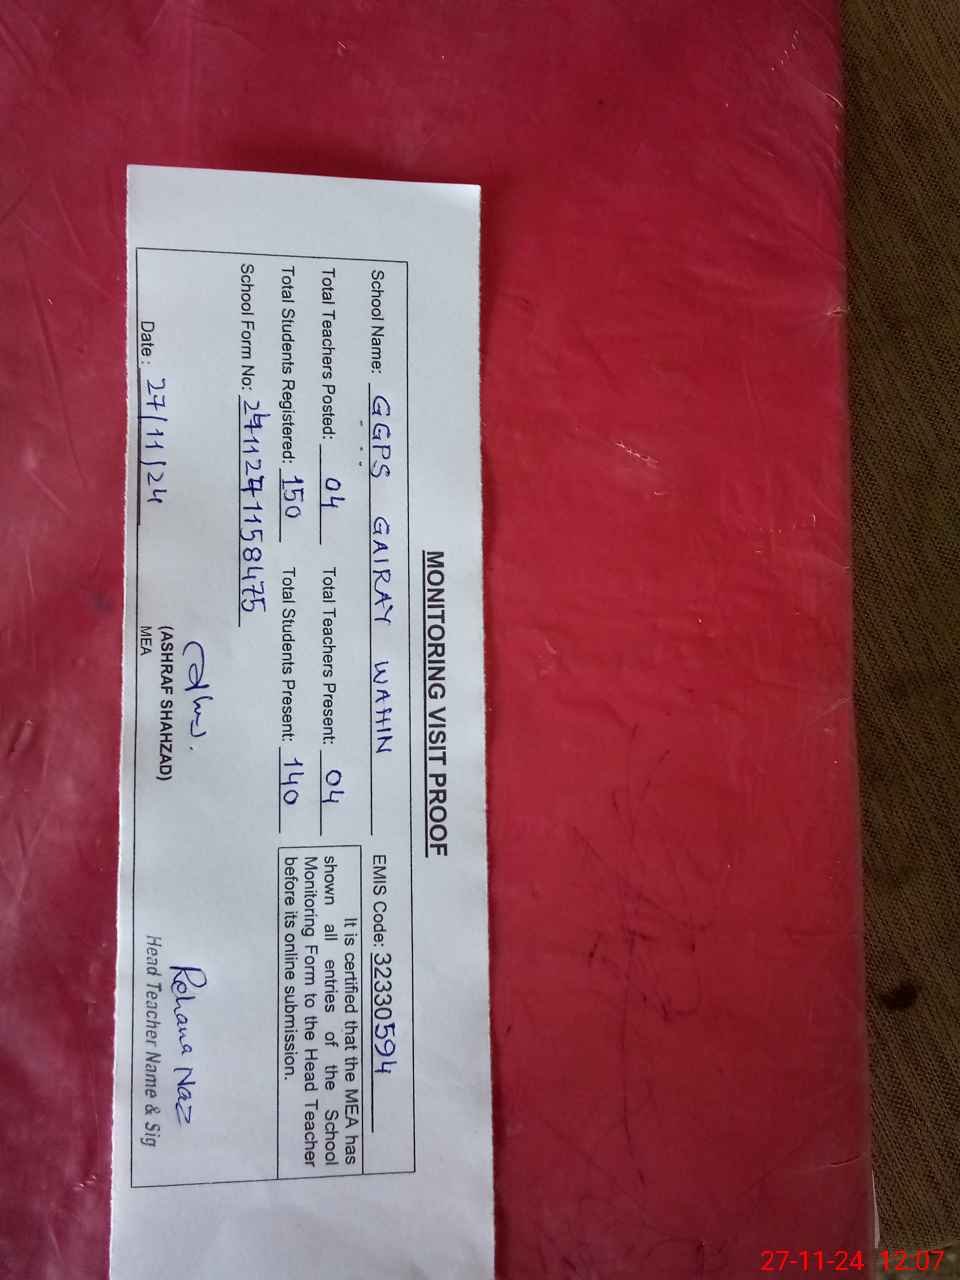 MONITORING VISIT PROOF
School Name: GGPS GAIRAY WAHIN EMIS Code: 32330594
Total Teachers Posted: 04 Total Teachers Present: 04
Total Students Registered: 150 Total Students Present: 140
It is certified that the MEA has
shown all entries of the School
Monitoring Form to the Head Teacher
before its online submission.
School Form No: 2711271158475
Rehana Naz
Date: 27/11/24 (ASHRAF SHAHZAD) Head Teacher Name & Sig
MEA
27-11-24 12:07